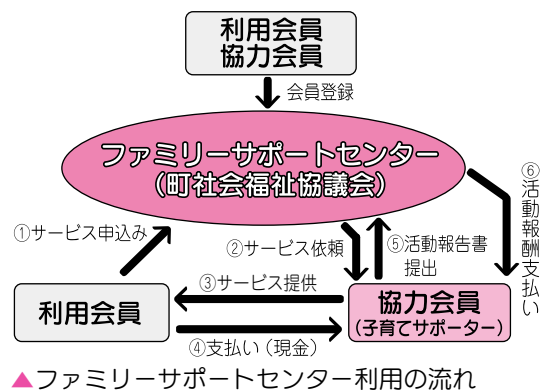 利用会員
協力会員
会員登録
ファミリーサポートセンター
（町社会福祉協議会）
①サービス申込み
②サービス依頼
⑤活動報告書
提出
⑥活動報酬支払い
③サービス提供
利用会員
協力会員
（子育てサポーター）
④支払い（現金）
▲ファミリーサポートセンター利用の流れ